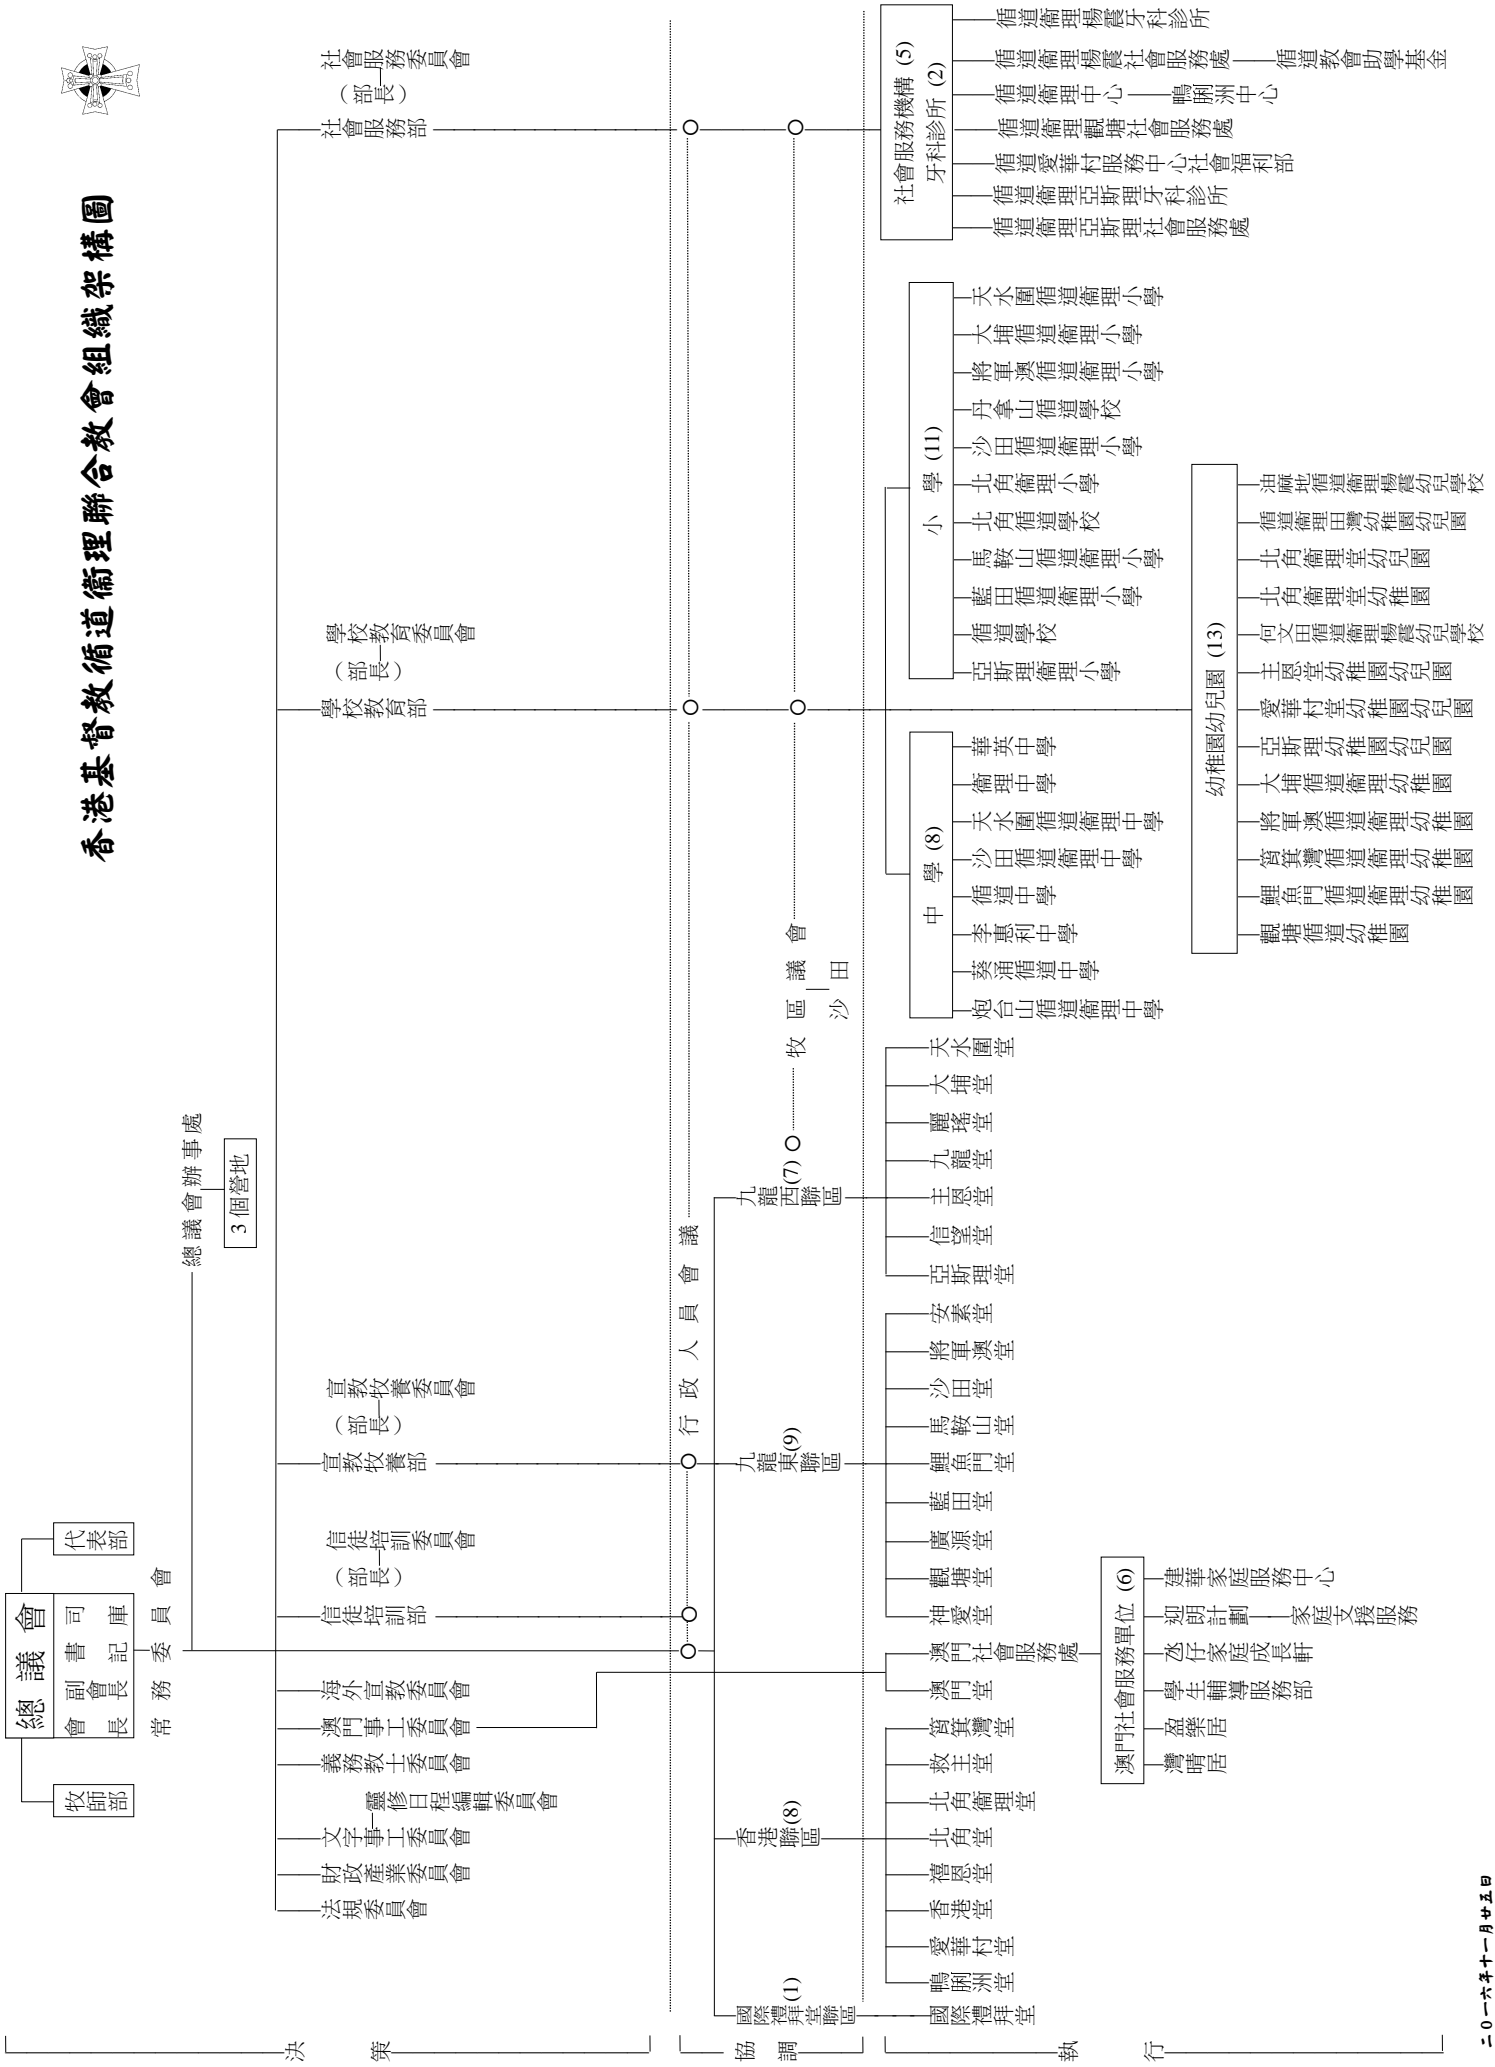 香港基督教循道衞理聯合教會組織架構圖
總議會
會長
副會長
書記
司庫
牧師部
代表部
常務委員會
總議會辦事處
3 個營地
法規委員會
財政產業委員會
文字事工委員會
靈修日程編輯委員會
義務教士委員會
澳門事工委員會
海外宣教委員會
信徒培訓部
(部長)
信徒培訓委員會
宣教牧養部
(部長)
宣教牧養委員會
學校教育部
(部長)
學校教育委員會
社會服務部
(部長)
社會服務委員會
行政人員會議
國際禮拜堂聯區(1)
香港聯區(8)
九龍東聯區(9)
九龍西聯區(7)
牧區議會
沙田
國際禮拜堂
鴨脷洲堂
愛華村堂
香港堂
禧恩堂
北角堂
北角衞理堂
救主堂
筲箕灣堂
澳門堂
澳門社會服務處
神愛堂
觀塘堂
廣源堂
藍田堂
鯉魚門堂
馬鞍山堂
沙田堂
將軍澳堂
安素堂
亞斯理堂
信望堂
主恩堂
九龍堂
麗瑤堂
大埔堂
天水圍堂
澳門社會服務單位 (6)
灣晴居
盈樂居
學生輔導服務部
氹仔家庭成長軒
迎朗計劃
家庭支援服務
建華家庭服務中心
中 學 (8)
炮台山循道衞理中學
葵涌循道中學
李惠利中學
循道中學
沙田循道衞理中學
天水圍循道衞理中學
衞理中學
華英中學
小 學 (11)
亞斯理衞理小學
循道學校
藍田循道衞理小學
馬鞍山循道衞理小學
北角循道學校
北角衞理小學
沙田循道衞理小學
丹拿山循道學校
將軍澳循道衞理小學
大埔循道衞理小學
天水圍循道衞理小學
幼稚園幼兒園 (13)
觀塘循道幼稚園
鯉魚門循道衞理幼稚園
筲箕灣循道衞理幼稚園
將軍澳循道衞理幼稚園
大埔循道衞理幼稚園
亞斯理幼稚園幼兒園
愛華村堂幼稚園幼兒園
主恩堂幼稚園幼兒園
何文田循道衞理楊震幼兒學校
北角衞理堂幼稚園
北角衞理堂幼兒園
循道衞理田灣幼稚園幼兒園
油麻地循道衞理楊震幼兒學校
社會服務機構 (5)
牙科診所 (2)
循道衞理亞斯理社會服務處
循道衞理亞斯理牙科診所
循道愛華村服務中心社會福利部
循道衞理觀塘社會服務處
循道衞理中心
鴨脷洲中心
循道衞理楊震社會服務處
循道教會助學基金
循道衞理楊震牙科診所
決策
協調
執行
二０一六年十一月廿五日